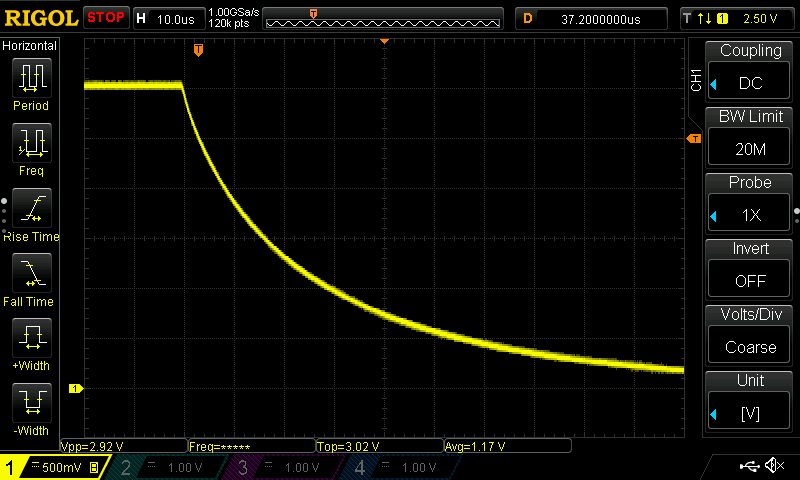 RIGOL STOP H 10.0us 1.00GSa/s 120k pts T D 37.2000000us T 1 2.50 V
Horizontal
Period
Freq
Rise Time
Fall Time
+Width
-Width
T
T
1
CH1
Coupling
DC
BW Limit
20M
Probe
1X
Invert
OFF
Volts/Div
Coarse
Unit
[V]
Vpp=2.92 V Freq=***** Top=3.02 V Avg=1.17 V
1 500mV B 2 1.00 V 3 1.00 V 4 1.00 V